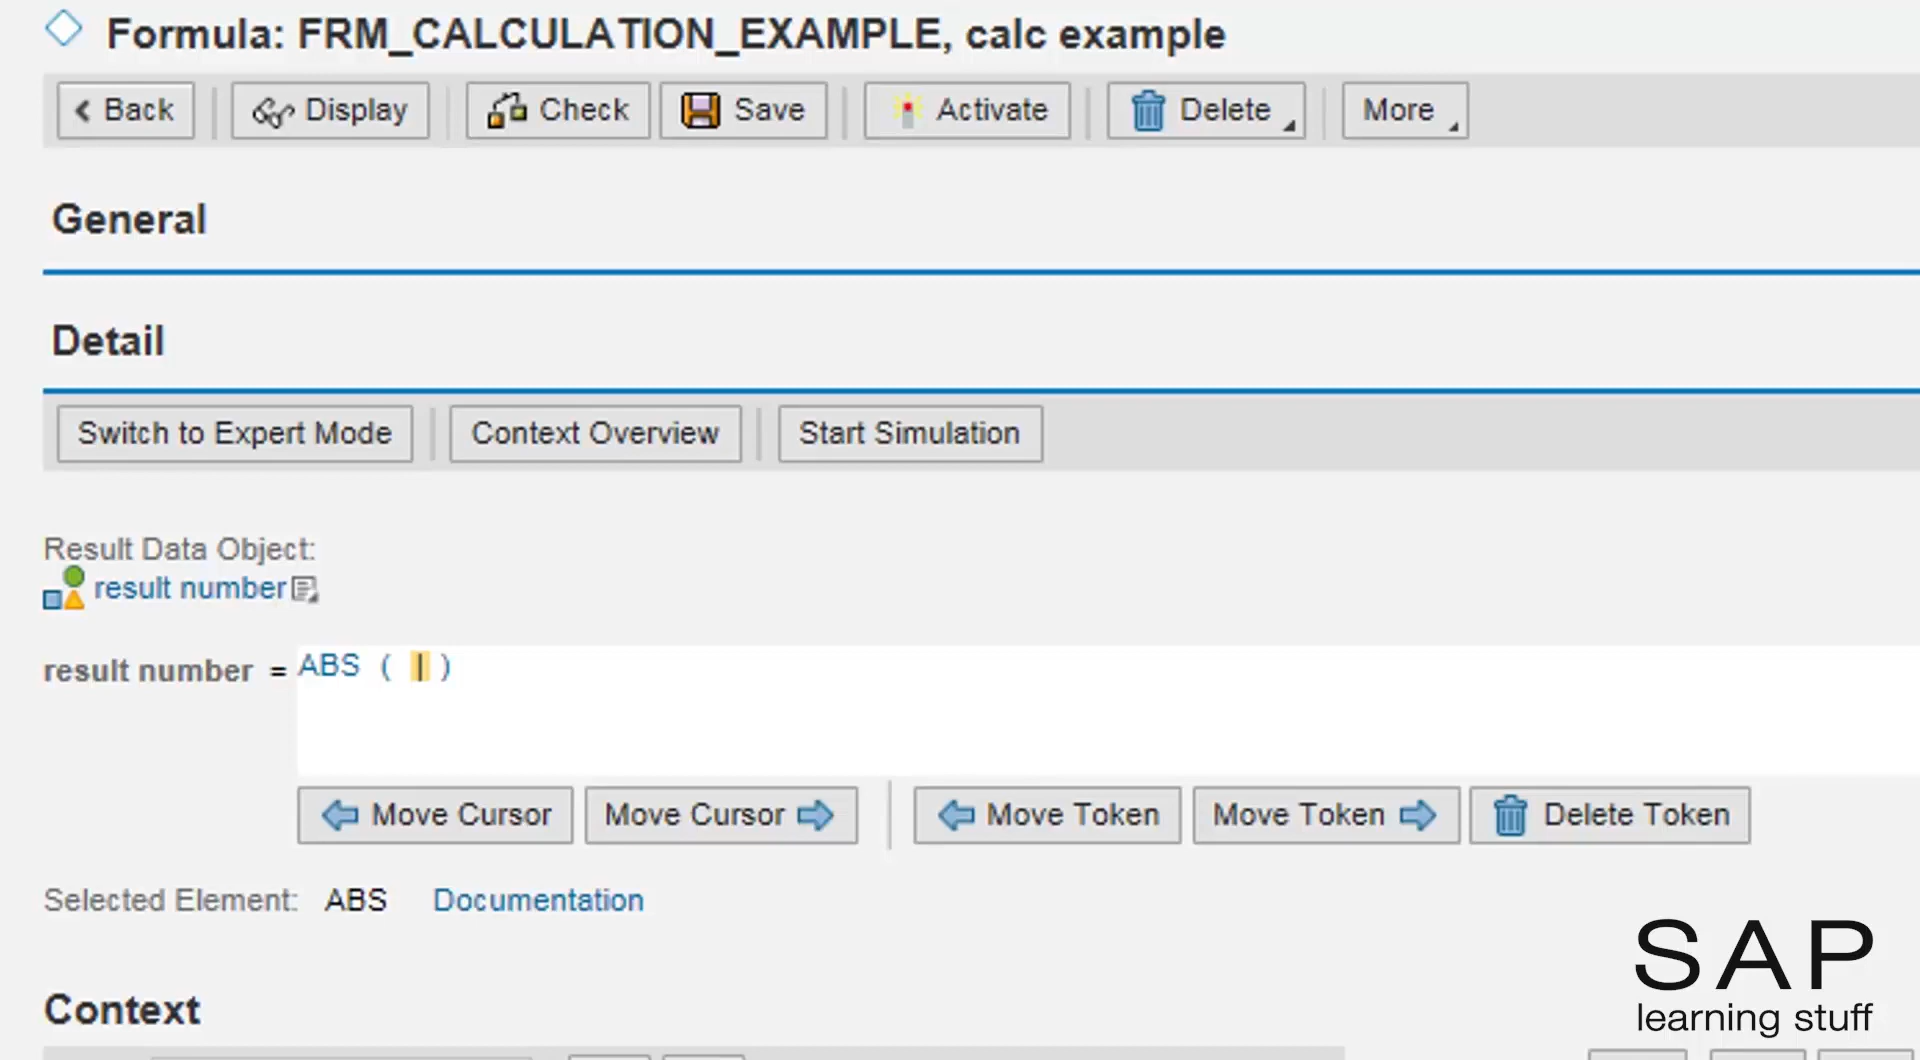 Formula: FRM_CALCULATION_EXAMPLE, calc example
Back Display Check Save Activate Delete More
General
Detail
Switch to Expert Mode Context Overview Start Simulation
Result Data Object:
result number
result number = ABS ( | )
Move Cursor Move Cursor Move Token Move Token Delete Token
Selected Element: ABS Documentation
Context
SAP
learning stuff